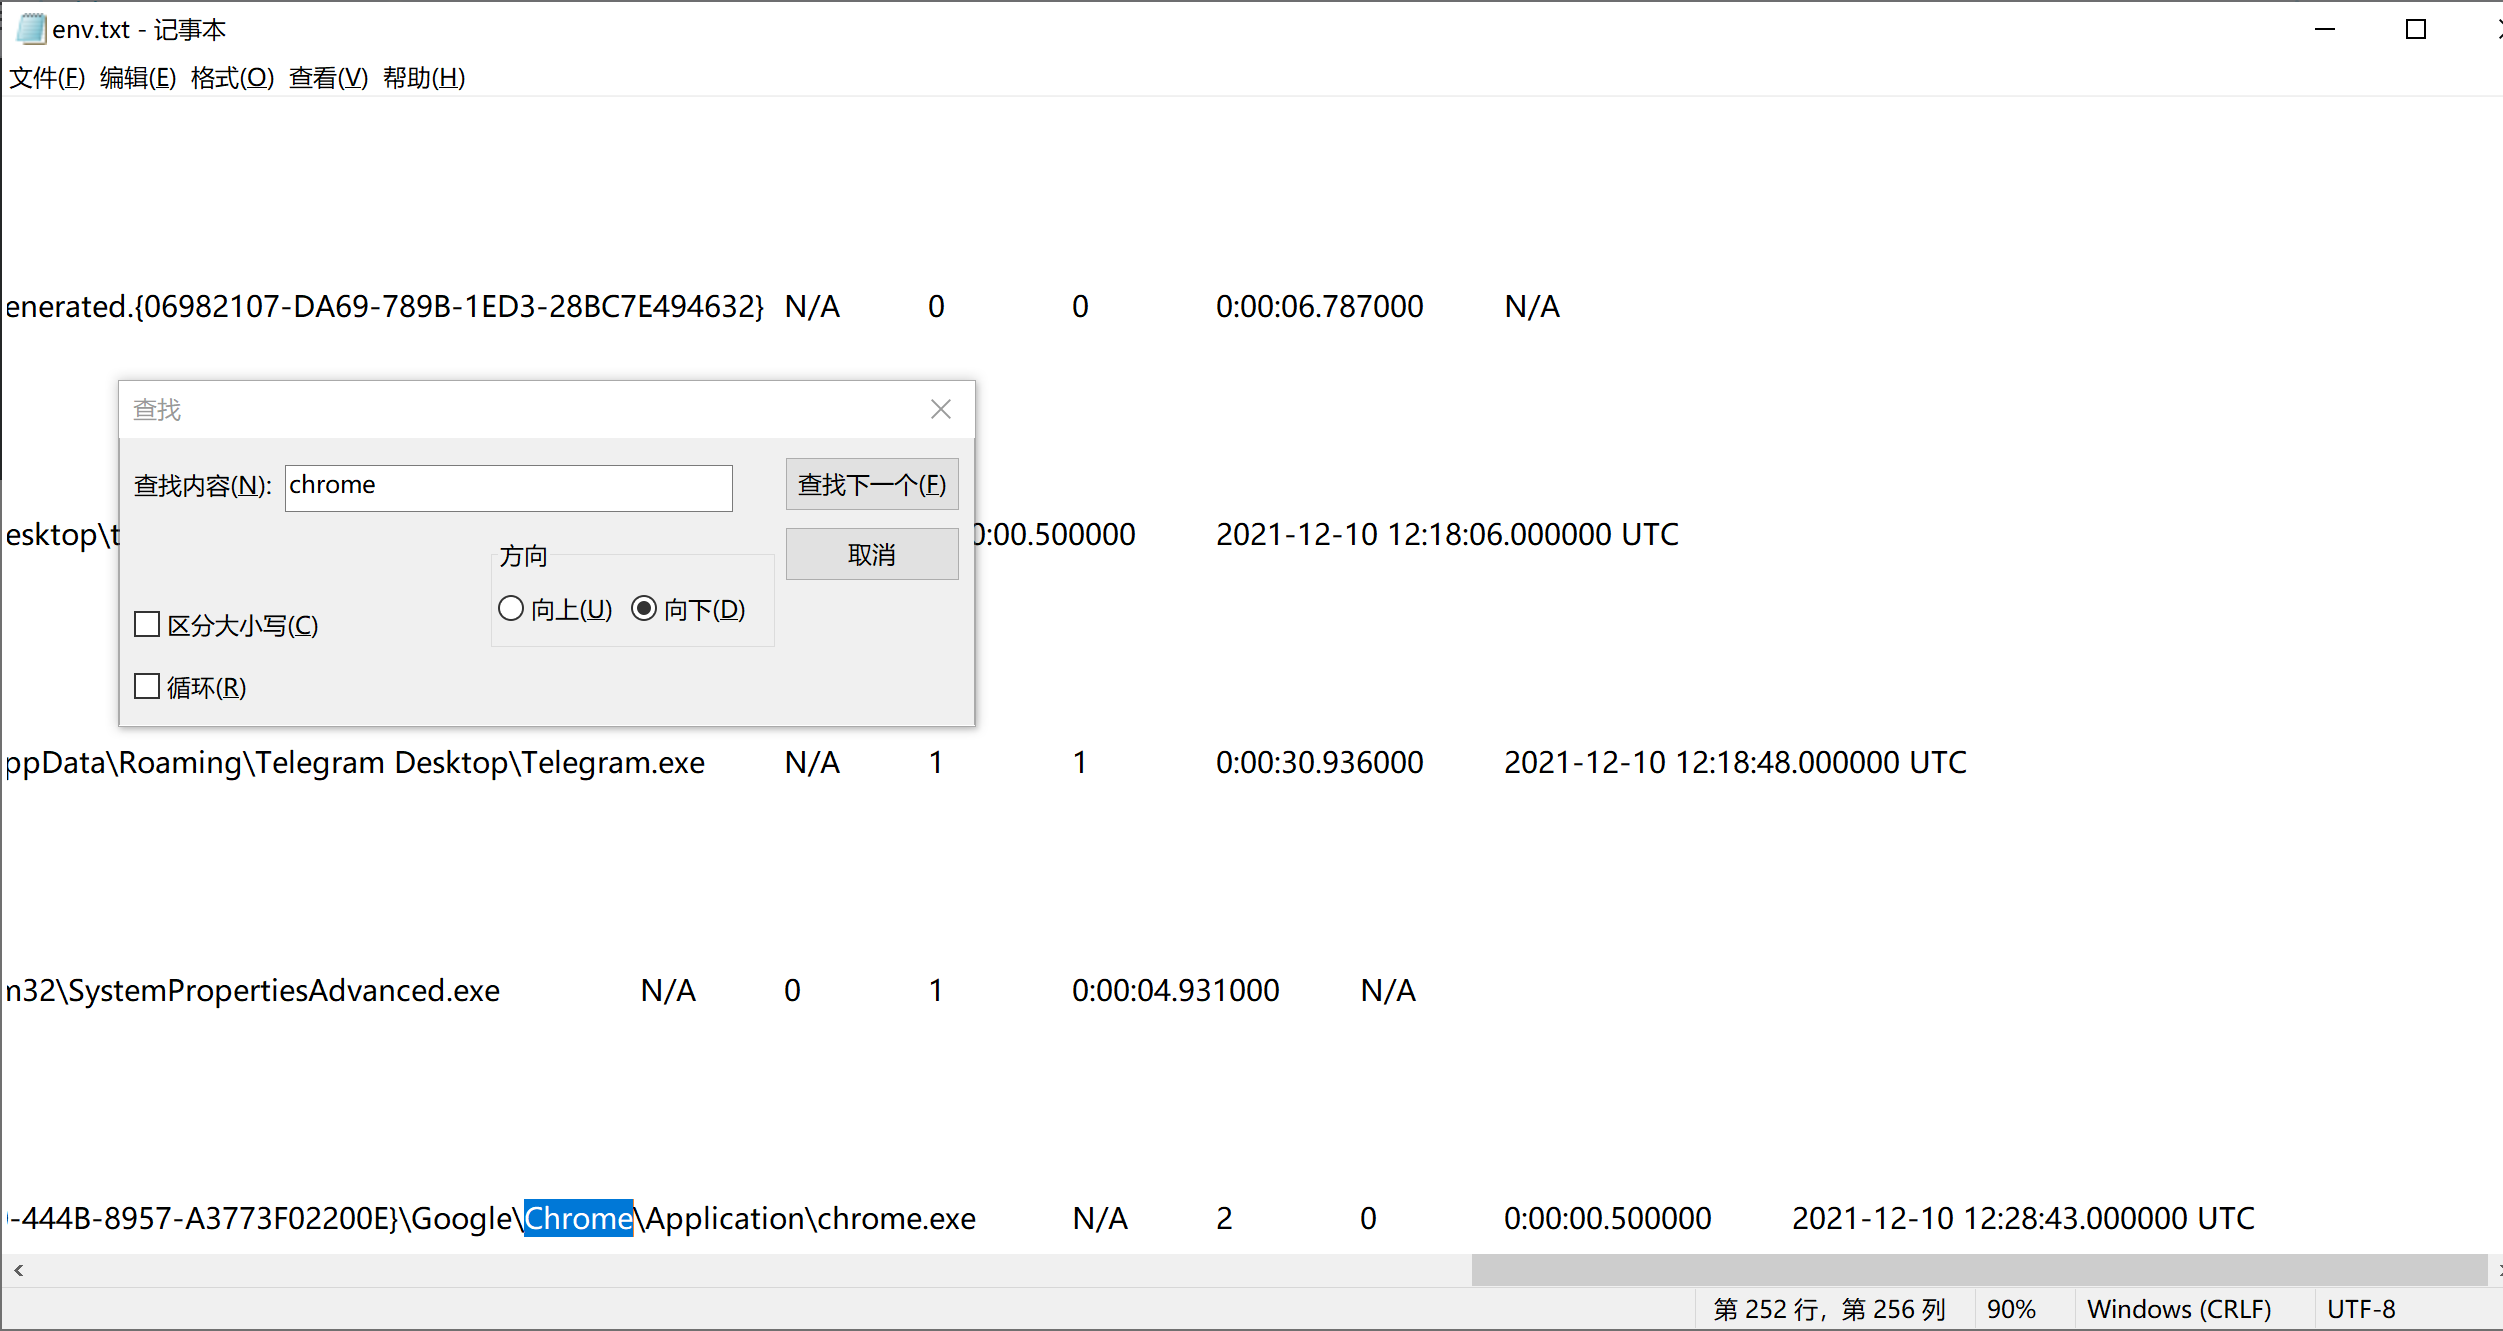 env.txt - 记事本
文件(F) 编辑(E) 格式(O) 查看(V) 帮助(H)
enerated.{06982107-DA69-789B-1ED3-28BC7E494632} N/A 0 0 0:00:06.787000 N/A
查找
查找内容(N): chrome 查找下一个(F)
esktop\t :00.500000 2021-12-10 12:18:06.000000 UTC
方向 取消
向上(U) 向下(D)
区分大小写(C)
循环(R)
ppData\Roaming\Telegram Desktop\Telegram.exe N/A 1 1 0:00:30.936000 2021-12-10 12:18:48.000000 UTC
m32\SystemPropertiesAdvanced.exe N/A 0 1 0:00:04.931000 N/A
-444B-8957-A3773F02200E}\Google\Chrome\Application\chrome.exe N/A 2 0 0:00:00.500000 2021-12-10 12:28:43.000000 UTC
第 252 行，第 256 列 90% Windows (CRLF) UTF-8